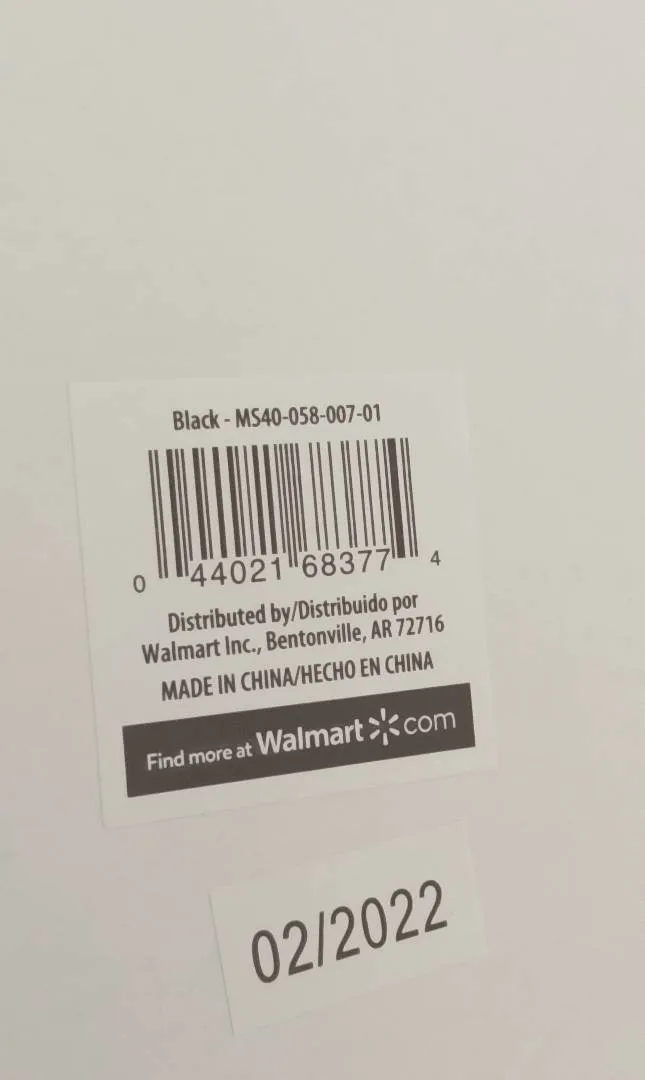 Black - MS40-058-007-01
0 44021 68377 4
Distributed by/Distribuido por
Walmart Inc., Bentonville, AR 72716
MADE IN CHINA/HECHO EN CHINA
Find more at Walmart com
02/2022